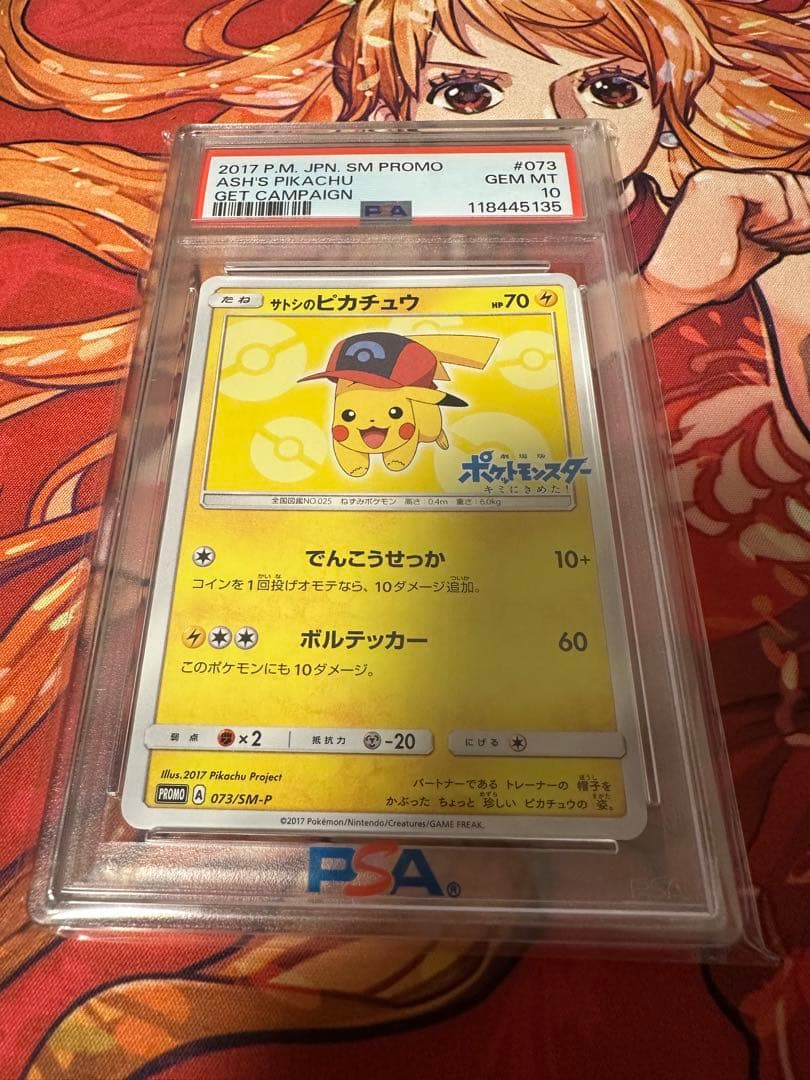 2017 P.M. JPN. SM PROMO #073
ASH'S PIKACHU GEM MT
GET CAMPAIGN 10
PSA 118445135
たね サトシのピカチュウ HP70
劇場版
ポケットモンスター
キミにきめた!
全国図鑑NO.025 ねずみポケモン 高さ:0.4m 重さ:6.0kg
でんこうせっか 10+
コインを1回投げオモテなら、10ダメージ追加。
ボルテッカー 60
このポケモンにも10ダメージ。
弱点 ×2 抵抗力 -20 にげる
Illus.2017 Pikachu Project
PROMO A 073/SM-P
パートナーである トレーナーの 帽子を
かぶった ちょっと 珍しい ピカチュウの 姿。
©2017 Pokémon/Nintendo/Creatures/GAME FREAK.
PSA®
PSA